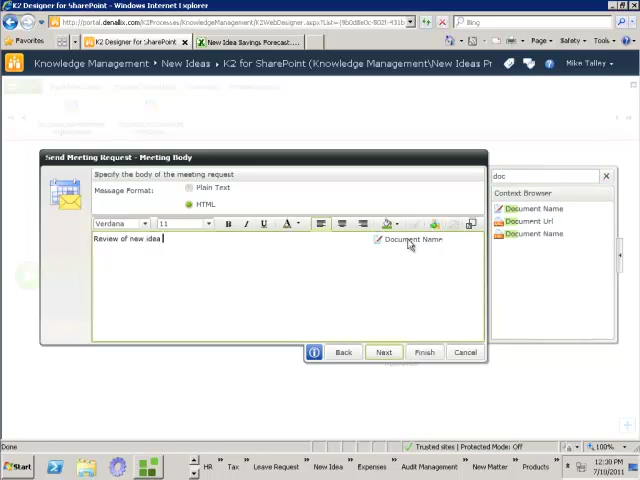 K2 Designer for SharePoint - Windows Internet Explorer
http://portal.denallix.com/K2Processes/KnowledgeManagement/K2WebDesigner.aspx?List={9b0de36c-8021-431b-
Bing
Favorites
K2 Designer for SharePoint
New Idea Savings Forecast....
Page
Safety
Tools
Knowledge Management
New Ideas
K2 for SharePoint (Knowledge Management\New Ideas Pr
Mike Talley
Send Meeting Request - Meeting Body
Specify the body of the meeting request
Message Format:
Plain Text
HTML
doc
Context Browser
Document Name
Document Url
Document Name
Verdana
11
B I U A
Review of new idea
Document Name
Back
Next
Finish
Cancel
Done
Trusted sites | Protected Mode: Off
100%
Start
HR
Tax
Leave Request
New Idea
Expenses
Audit Management
New Matter
Products
12:30 PM
7/10/2011